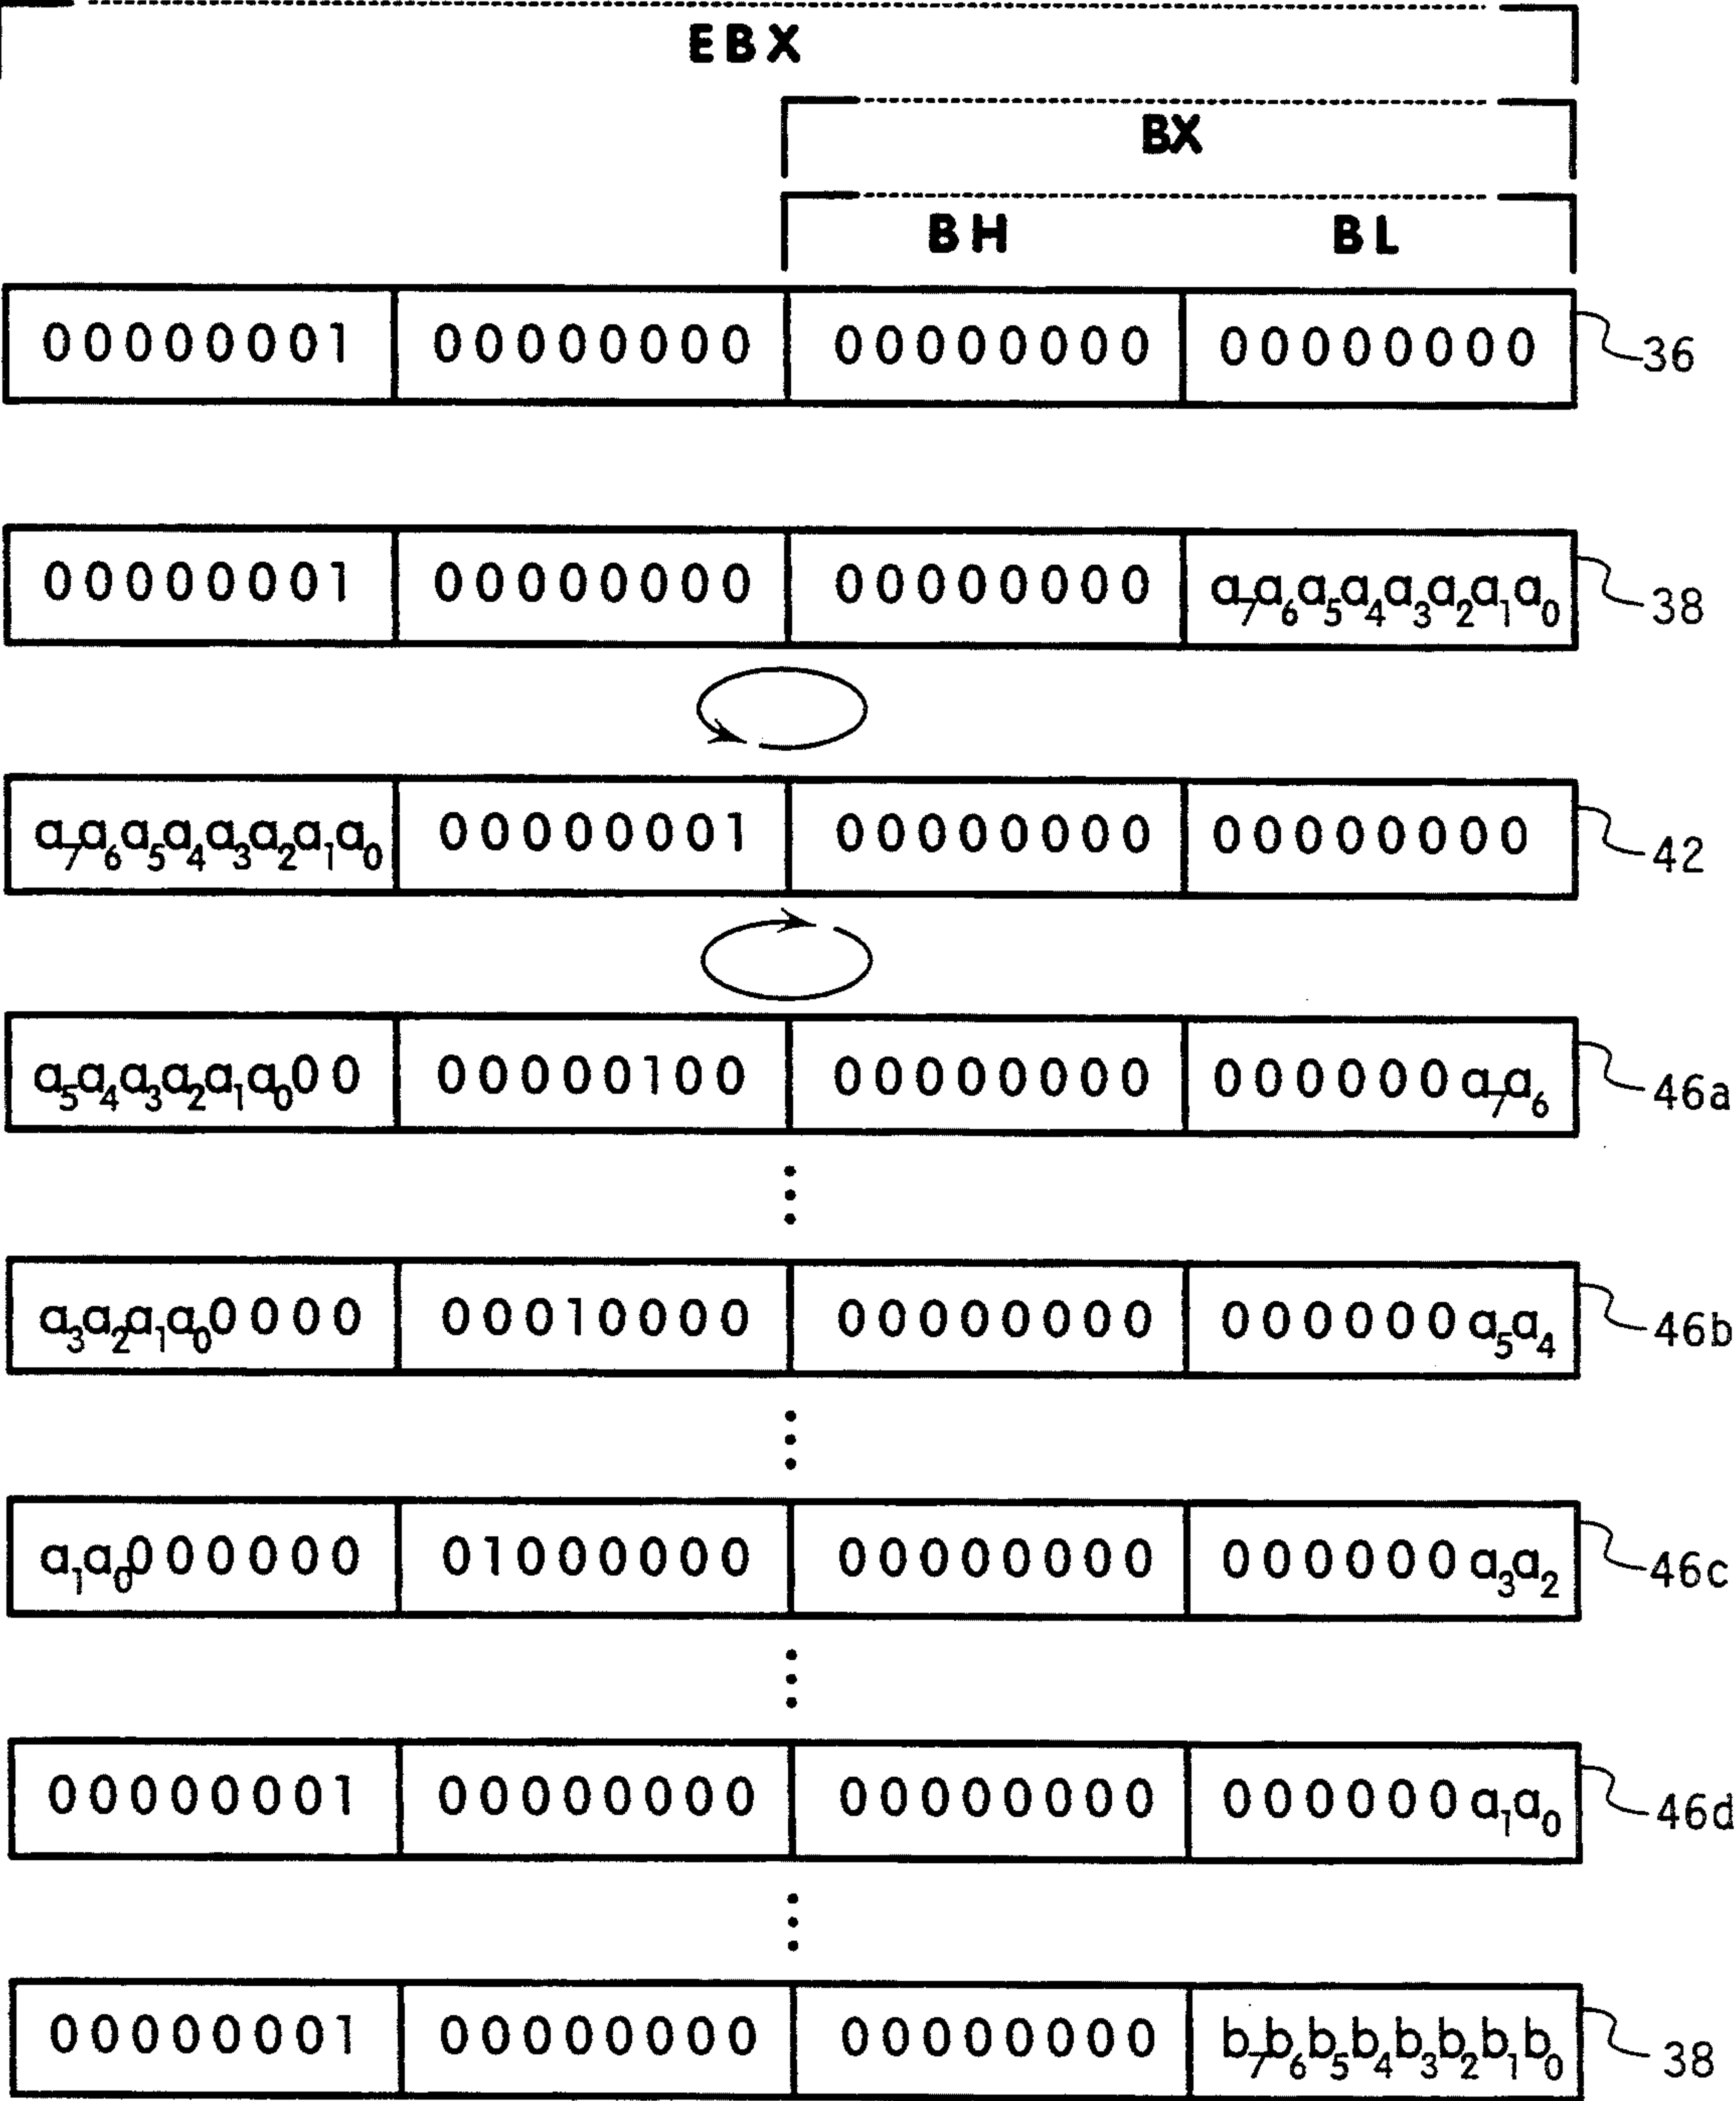 EBX
BX
BH BL
00000001 00000000 00000000 00000000 36
00000001 00000000 00000000 a₇a₆a₅a₄a₃a₂a₁a₀ 38
a₇a₆a₅a₄a₃a₂a₁a₀ 00000001 00000000 00000000 42
a₅a₄a₃a₂a₁a₀00 00000100 00000000 000000a₇a₆ 46a
a₃a₂a₁a₀0000 00010000 00000000 000000a₅a₄ 46b
a₁a₀000000 01000000 00000000 000000a₃a₂ 46c
00000001 00000000 00000000 000000a₁a₀ 46d
00000001 00000000 00000000 b₇b₆b₅b₄b₃b₂b₁b₀ 38